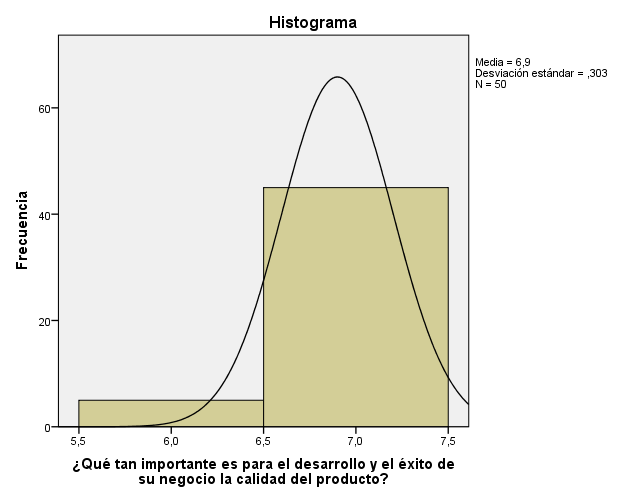 Histograma
Media = 6,9
Desviación estándar = ,303
N = 50
Frecuencia
60
40
20
0
5,5 6,0 6,5 7,0 7,5
¿Qué tan importante es para el desarrollo y el éxito de
su negocio la calidad del producto?